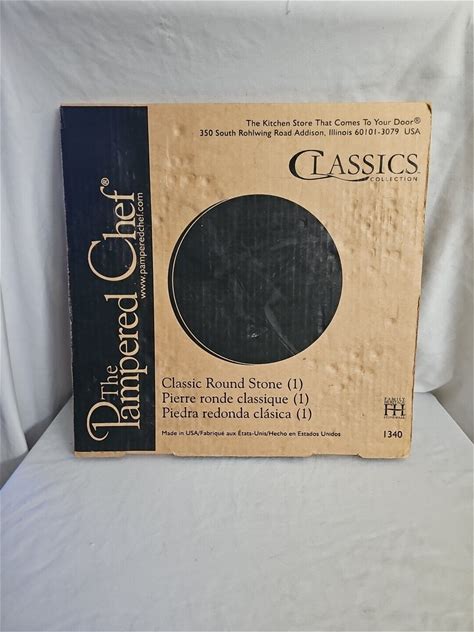 The Kitchen Store That Comes To Your Door®
350 South Rohlwing Road Addison, Illinois 60101-3079 USA
CLASSICS
COLLECTION
The
Pampered Chef®
www.pamperedchef.com
Classic Round Stone (1)
Pierre ronde classique (1)
Piedra redonda clásica (1)
Made in USA/Fabriqué aux États-Unis/Hecho en Estados Unidos
1340